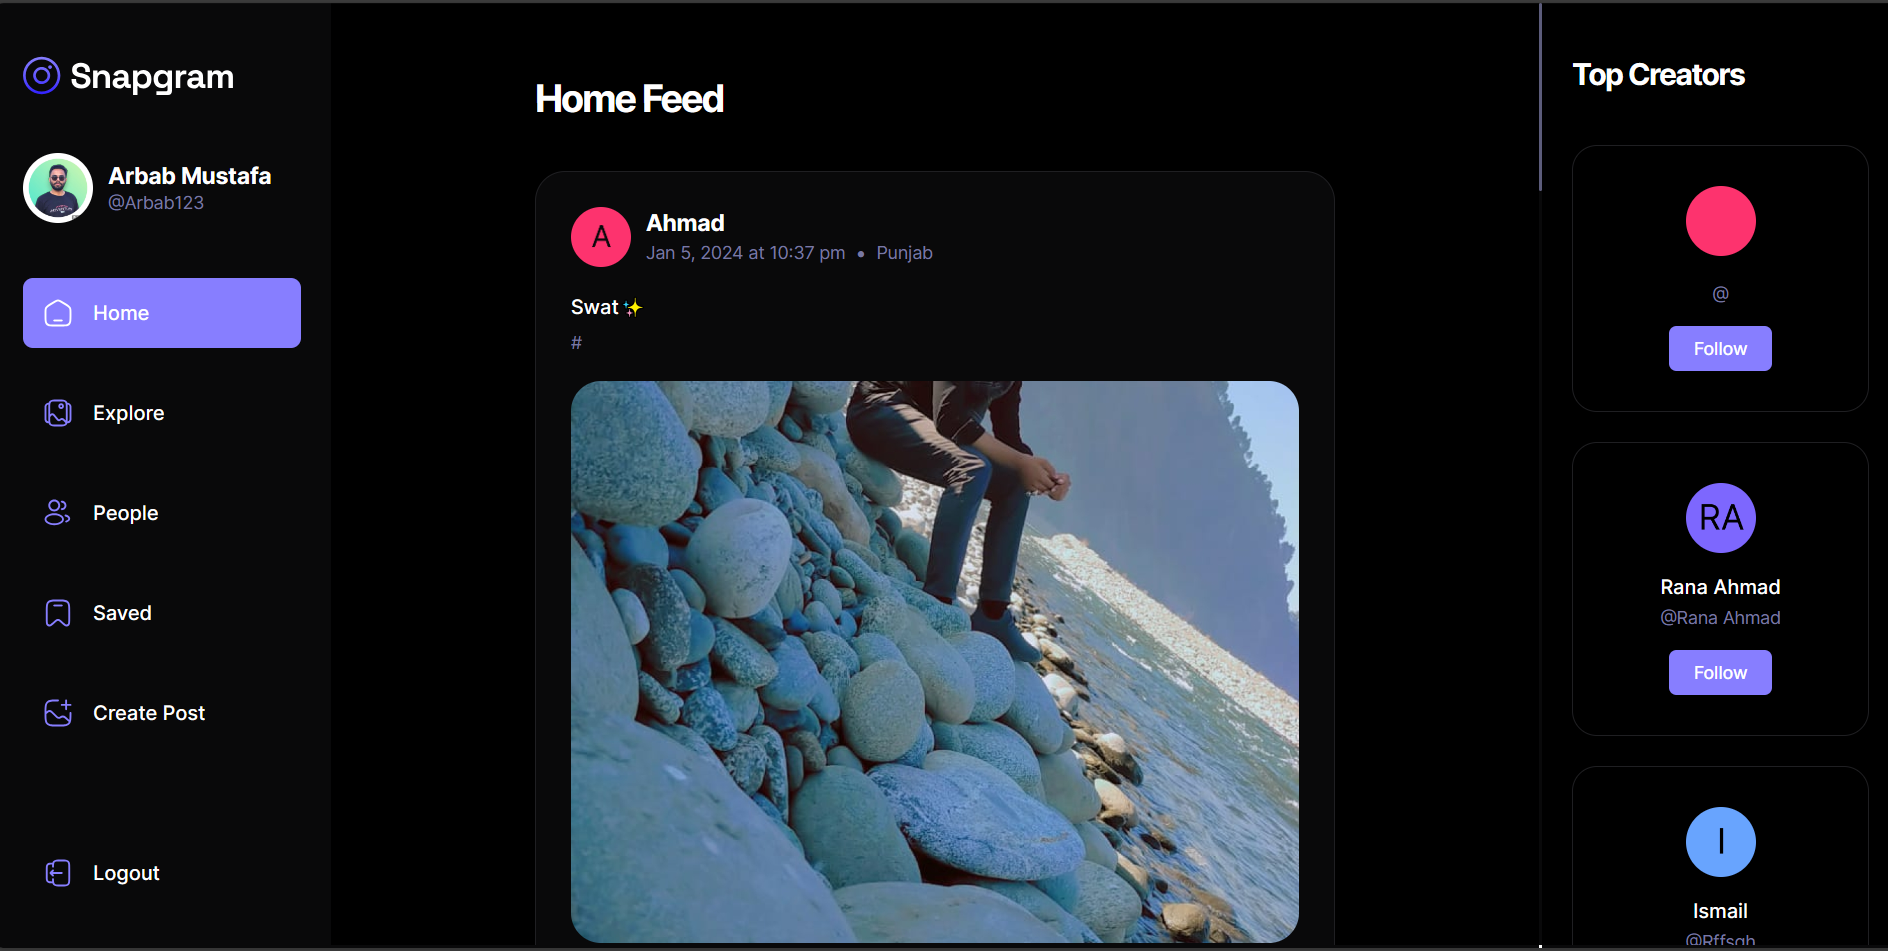 Snapgram
Arbab Mustafa
@Arbab123
Home
Explore
People
Saved
Create Post
Logout
Home Feed
A
Ahmad
Jan 5, 2024 at 10:37 pm • Punjab
Swat ✨
#
Top Creators
@
Follow
RA
Rana Ahmad
@Rana Ahmad
Follow
I
Ismail
@Rffsgh